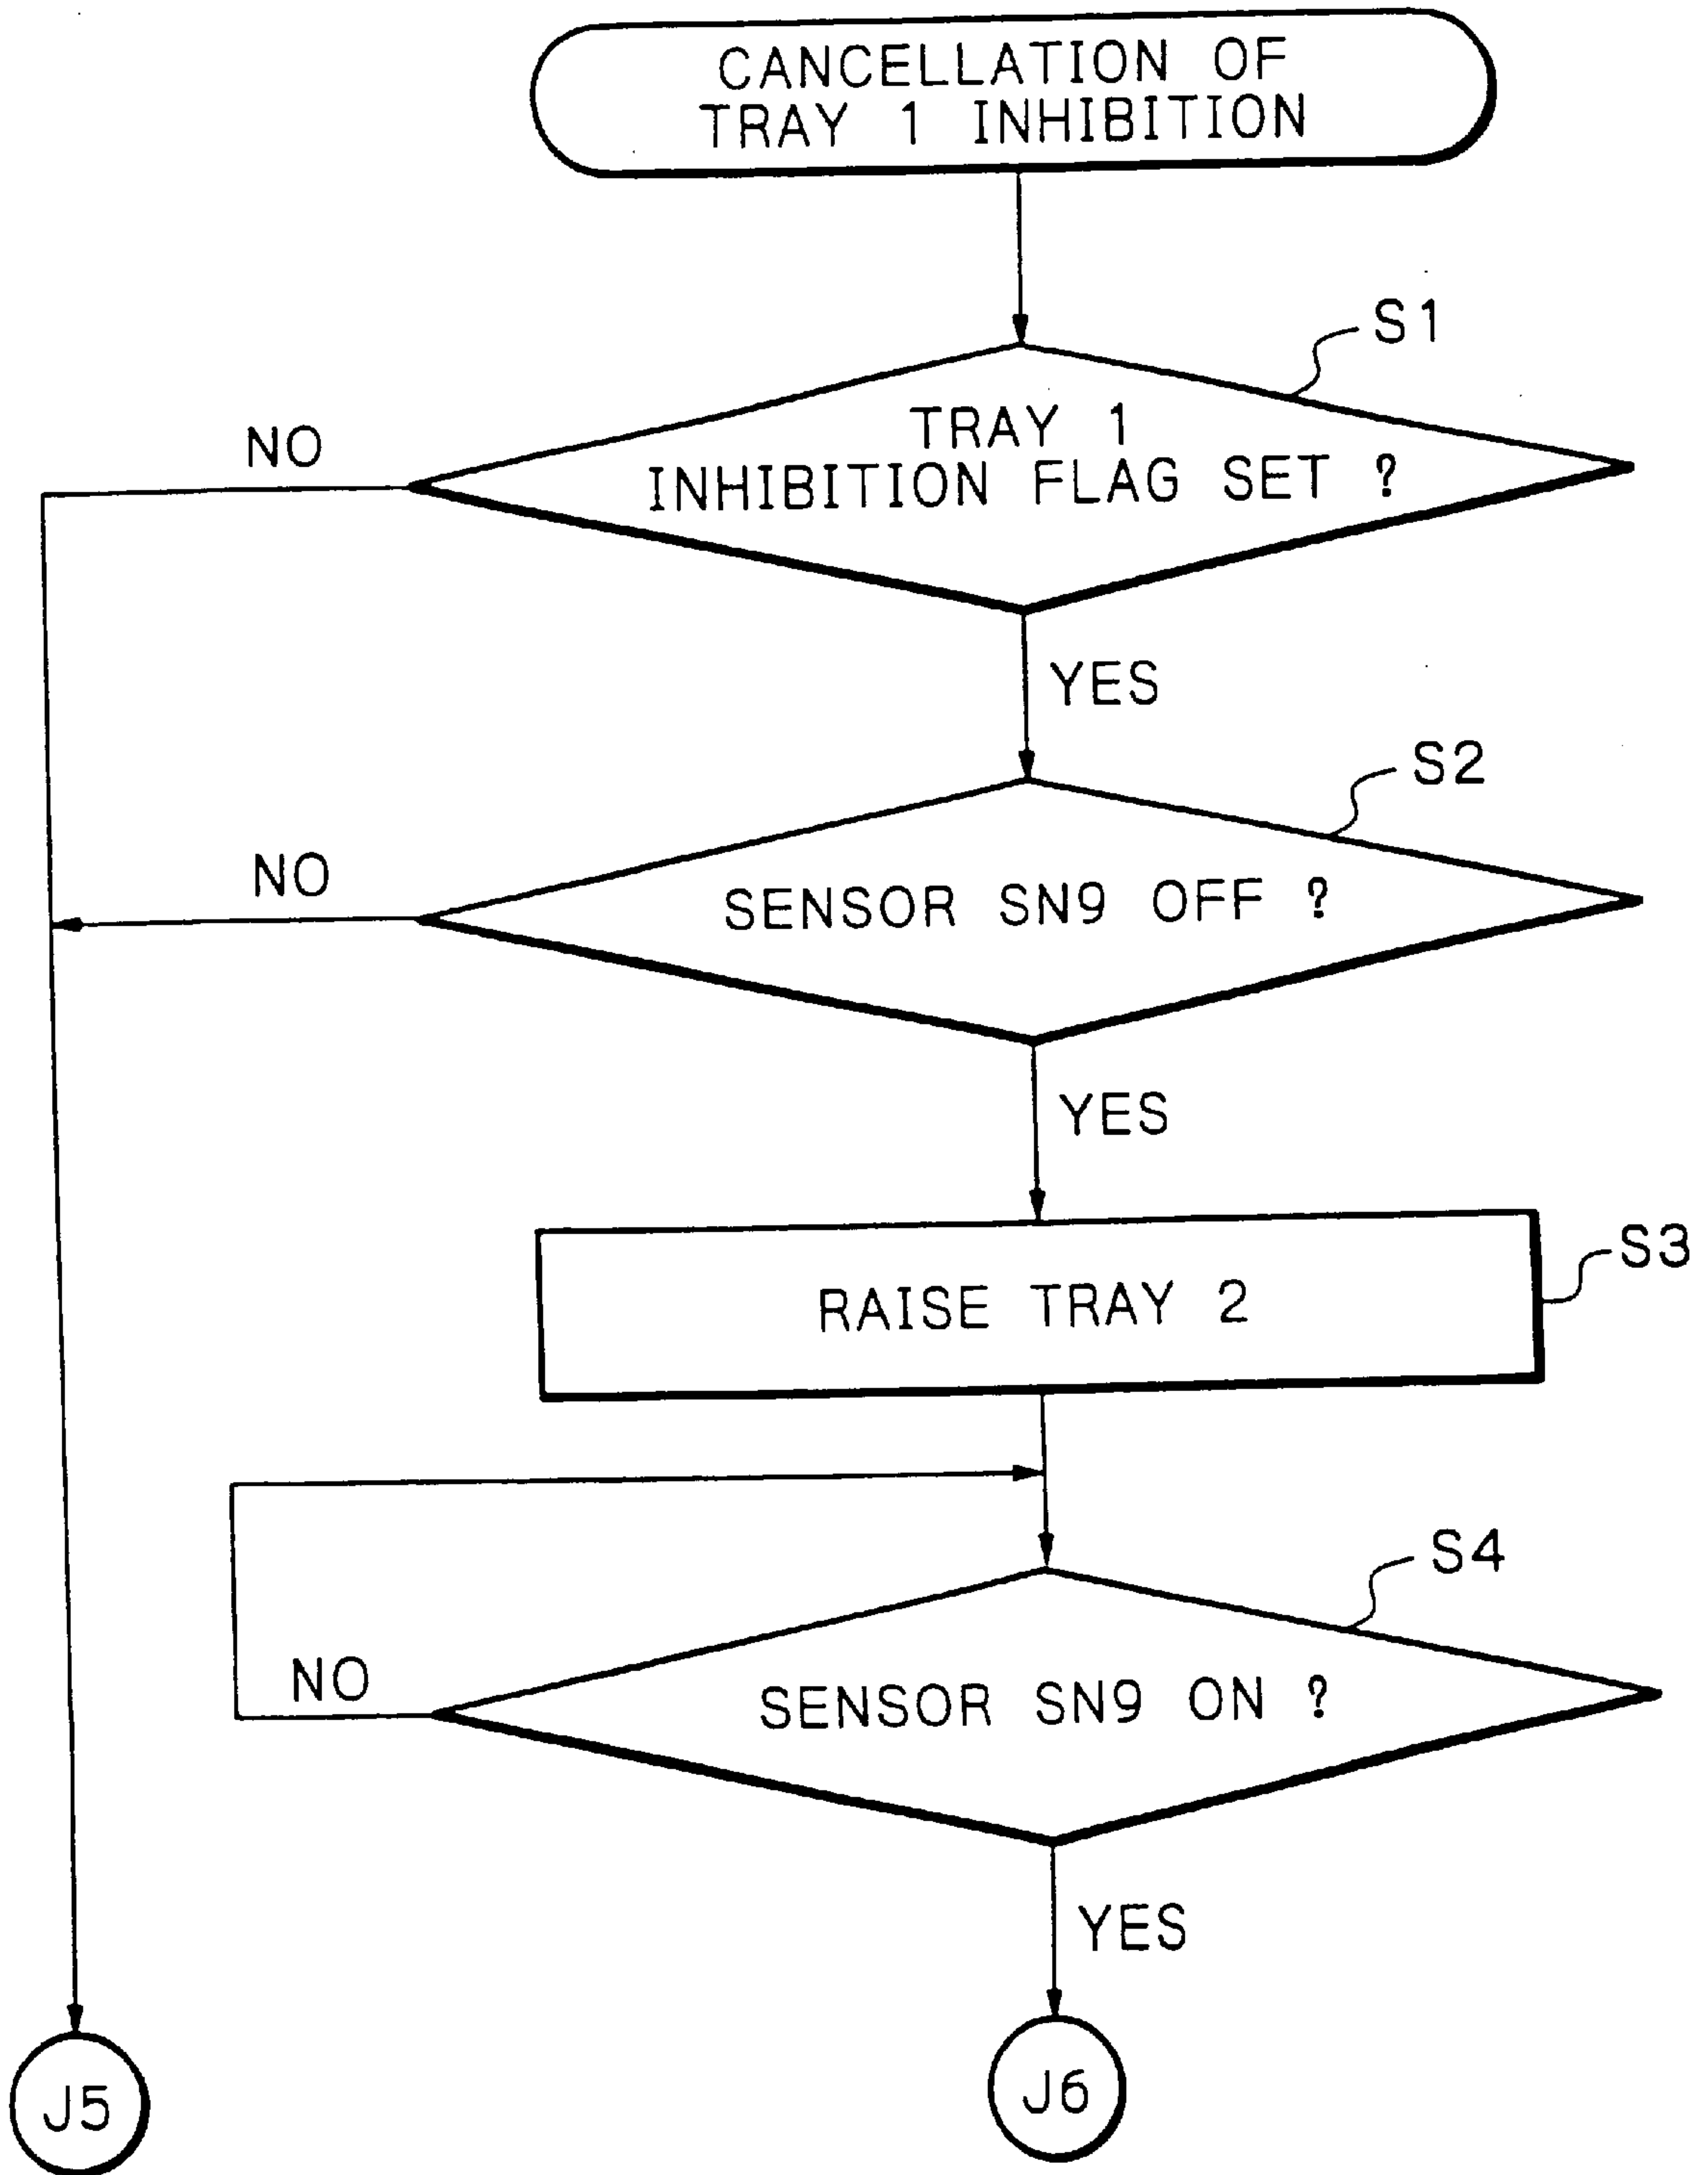 CANCELLATION OF
TRAY 1 INHIBITION
S1
TRAY 1
INHIBITION FLAG SET ?
NO
YES
S2
NO
SENSOR SN9 OFF ?
YES
S3
RAISE TRAY 2
S4
NO
SENSOR SN9 ON ?
YES
J5
J6